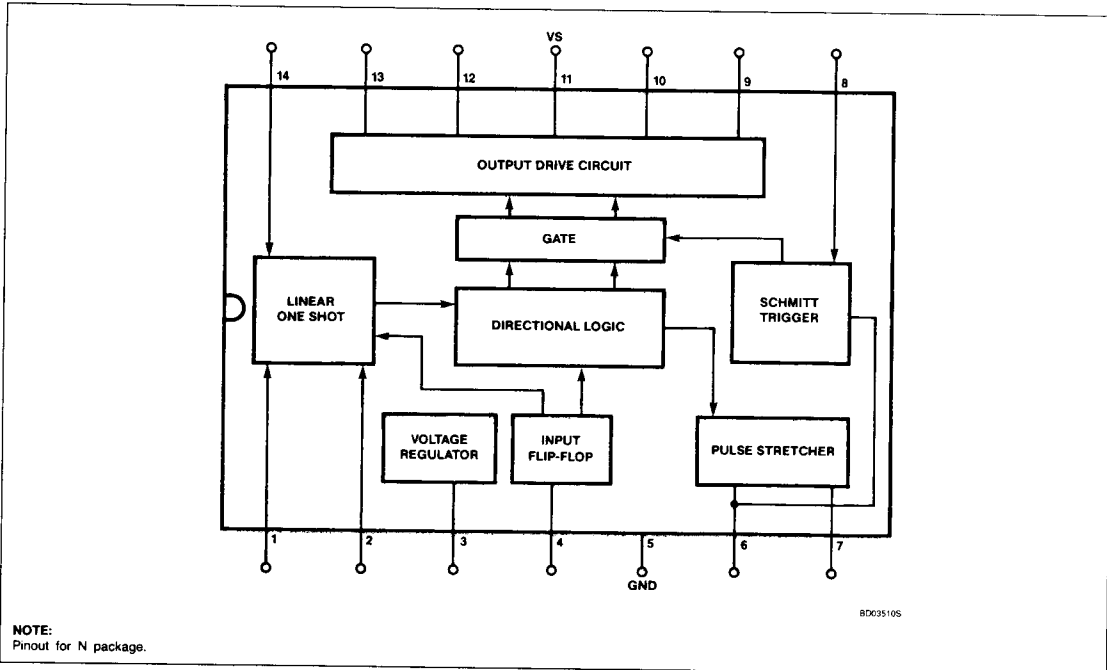 VS
14
13
12
11
10
9
8
OUTPUT DRIVE CIRCUIT
GATE
LINEAR
ONE SHOT
DIRECTIONAL LOGIC
SCHMITT
TRIGGER
VOLTAGE
REGULATOR
INPUT
FLIP-FLOP
PULSE STRETCHER
1
2
3
4
5
6
7
GND
BD03510S
NOTE:
Pinout for N package.